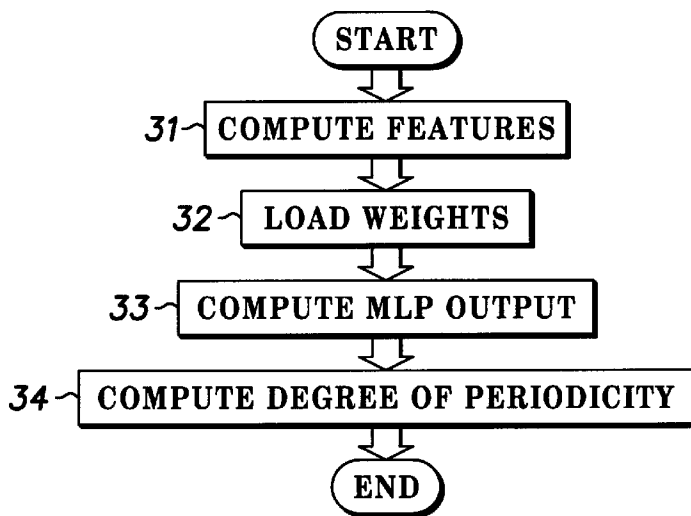 START
31 COMPUTE FEATURES
32 LOAD WEIGHTS
33 COMPUTE MLP OUTPUT
34 COMPUTE DEGREE OF PERIODICITY
END